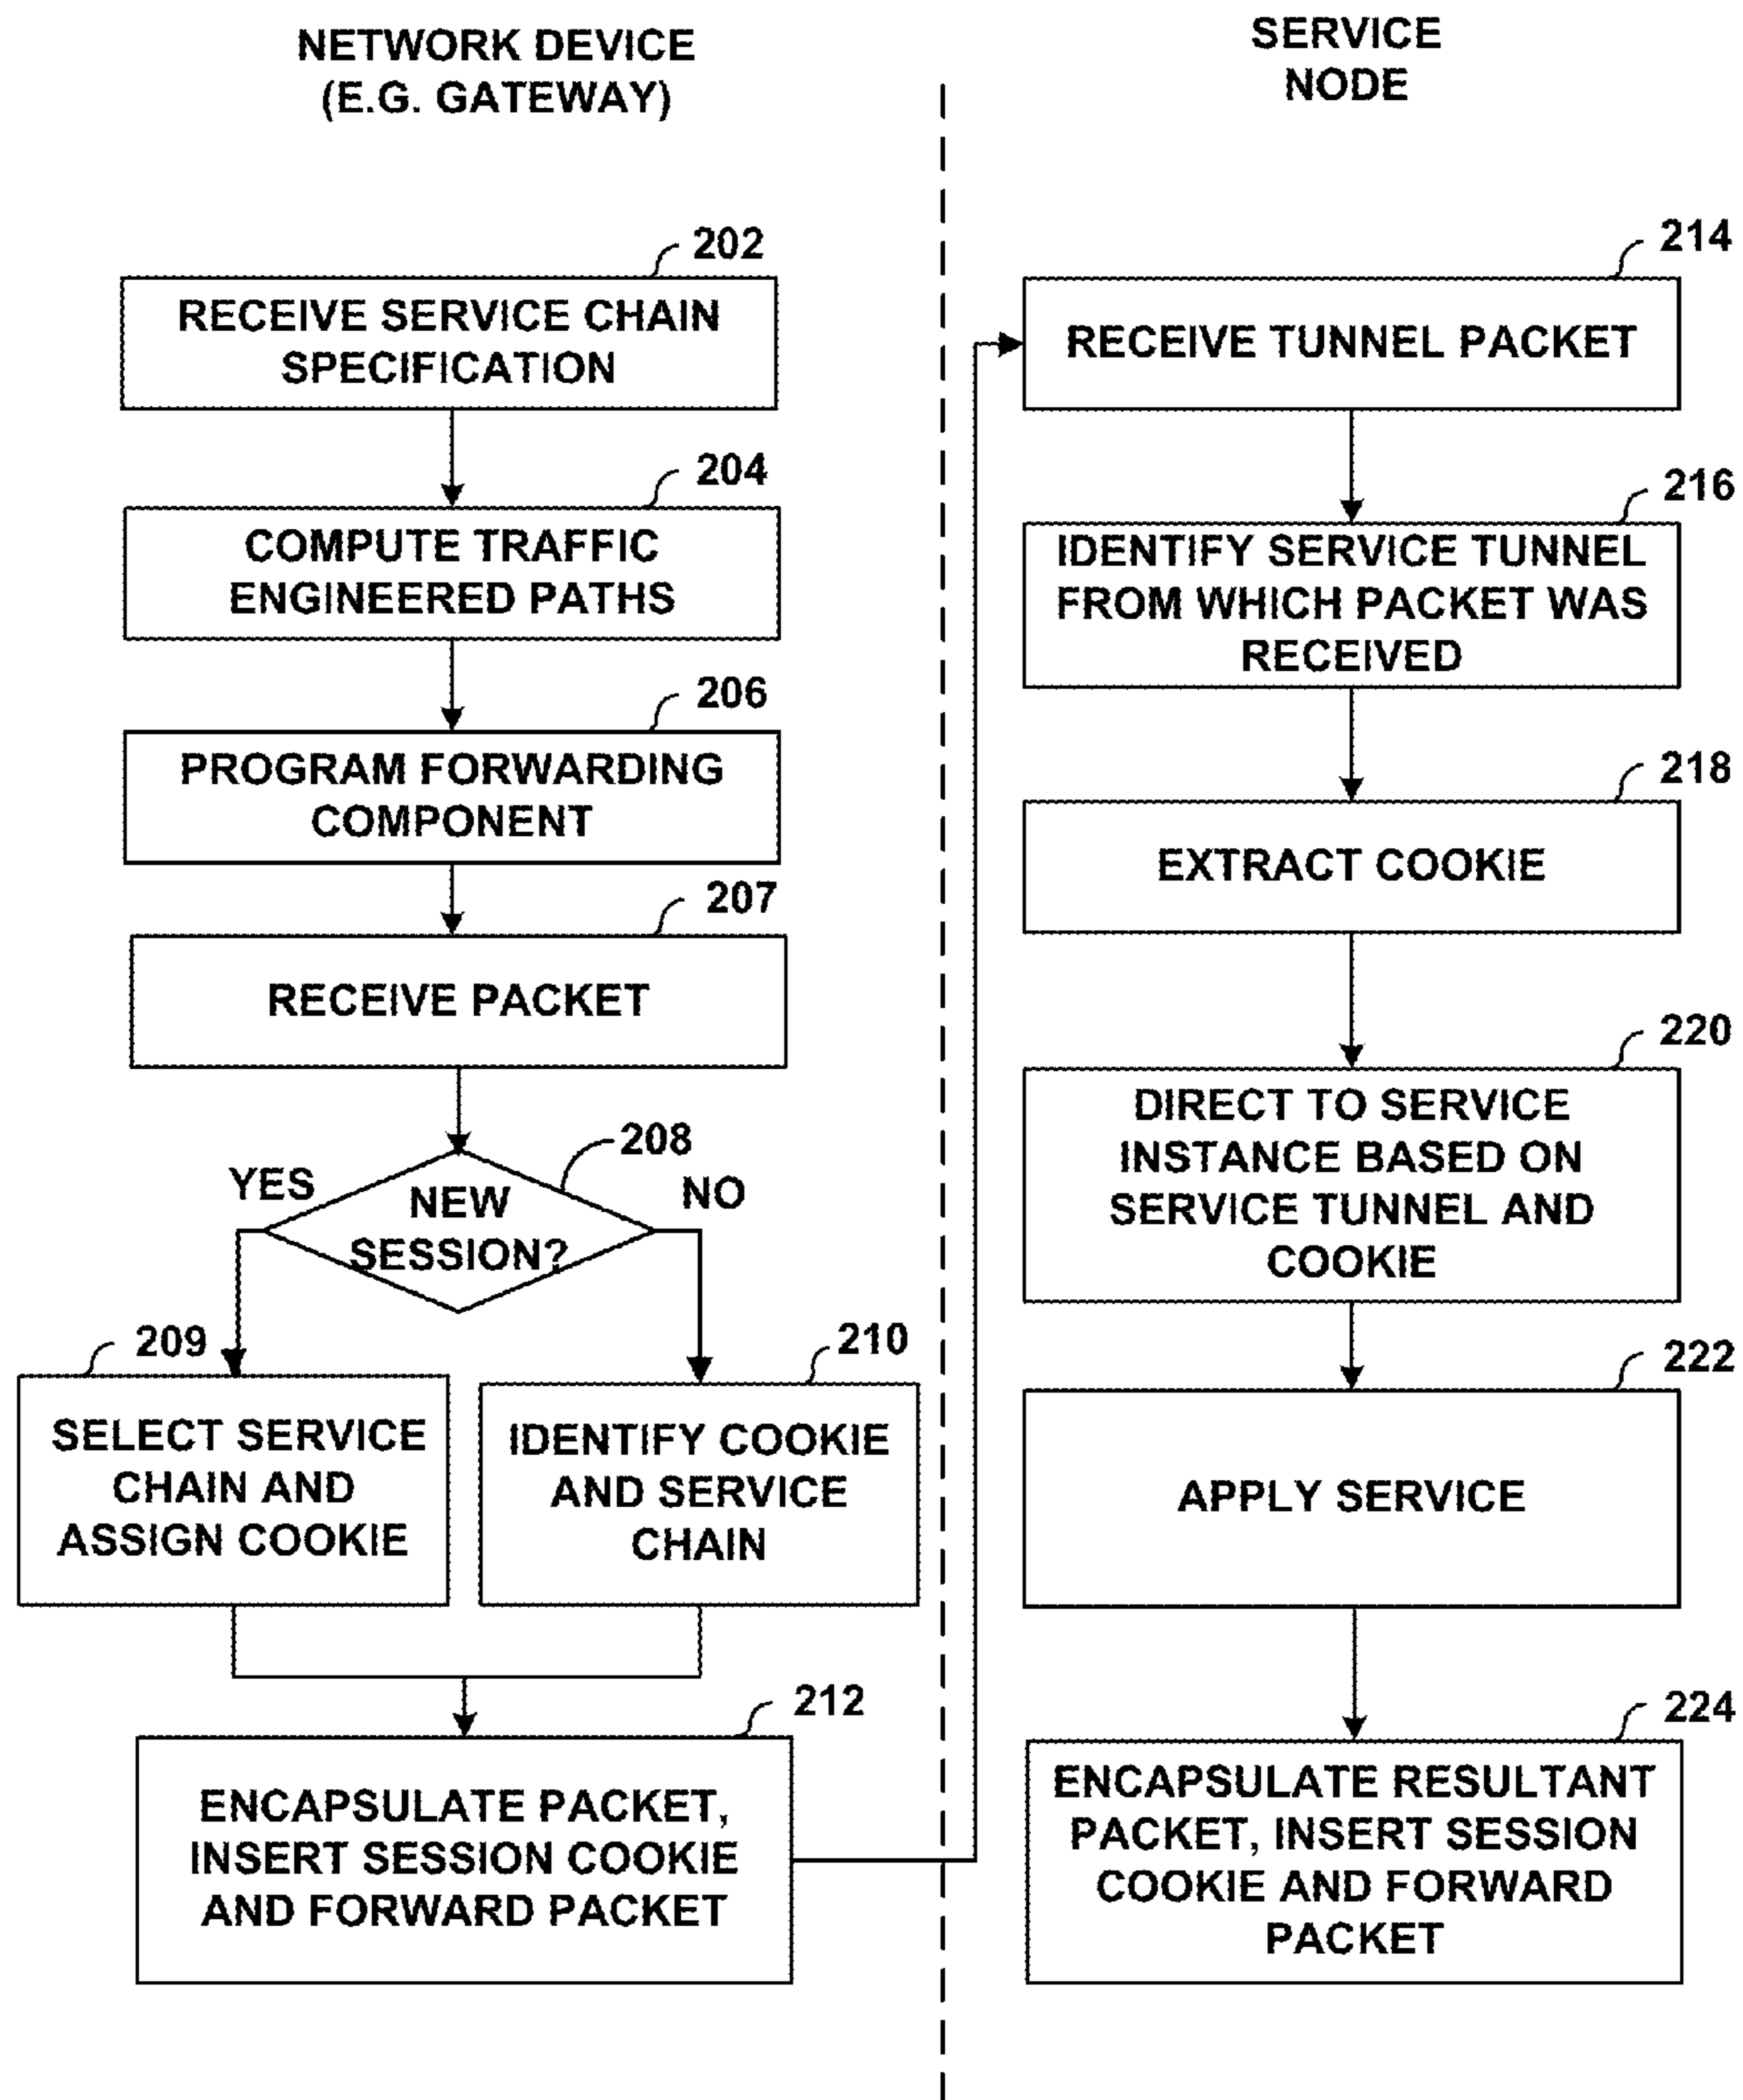 NETWORK DEVICE
(E.G. GATEWAY)
202
RECEIVE SERVICE CHAIN
SPECIFICATION
204
COMPUTE TRAFFIC
ENGINEERED PATHS
206
PROGRAM FORWARDING
COMPONENT
207
RECEIVE PACKET
208
YES
NO
NEW
SESSION?
209
SELECT SERVICE
CHAIN AND
ASSIGN COOKIE
210
IDENTIFY COOKIE
AND SERVICE
CHAIN
212
ENCAPSULATE PACKET,
INSERT SESSION COOKIE
AND FORWARD PACKET
SERVICE
NODE
214
RECEIVE TUNNEL PACKET
216
IDENTIFY SERVICE TUNNEL
FROM WHICH PACKET WAS
RECEIVED
218
EXTRACT COOKIE
220
DIRECT TO SERVICE
INSTANCE BASED ON
SERVICE TUNNEL AND
COOKIE
222
APPLY SERVICE
224
ENCAPSULATE RESULTANT
PACKET, INSERT SESSION
COOKIE AND FORWARD
PACKET